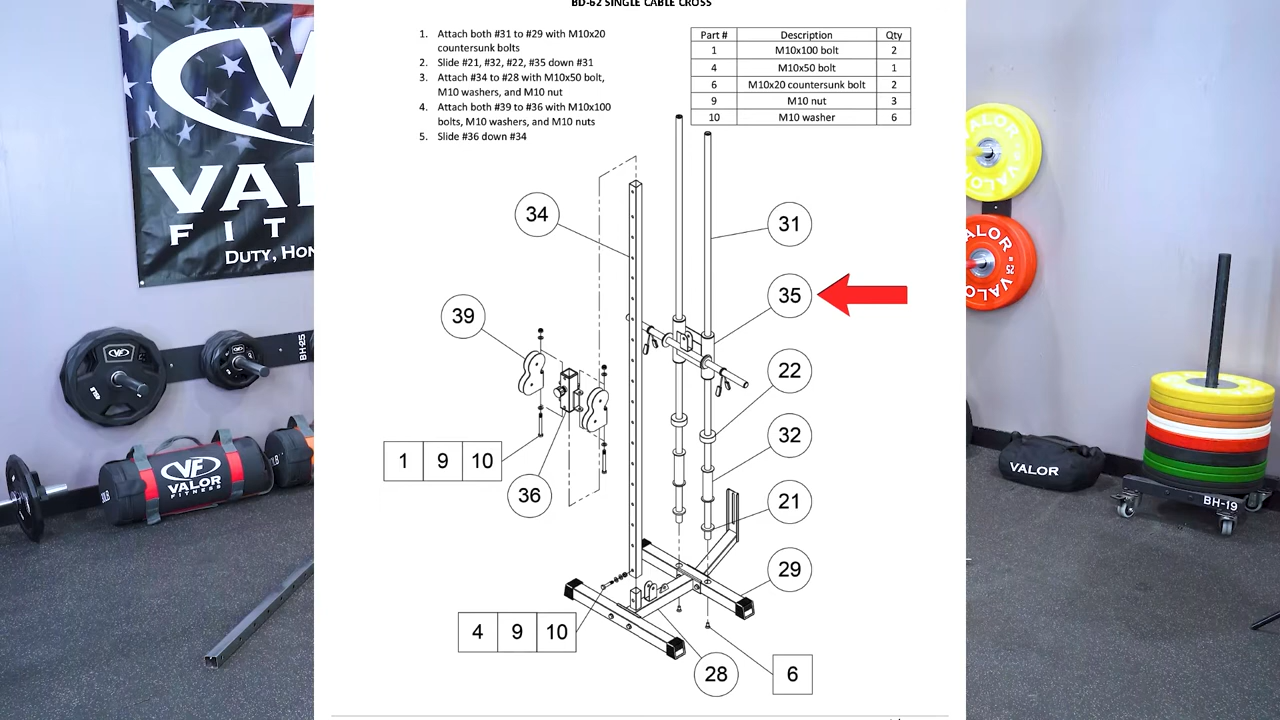 BD-62 SINGLE CABLE CROSS
1. Attach both #31 to #29 with M10x20
countersunk bolts
2. Slide #21, #32, #22, #35 down #31
3. Attach #34 to #28 with M10x50 bolt,
M10 washers, and M10 nut
4. Attach both #39 to #36 with M10x100
bolts, M10 washers, and M10 nuts
5. Slide #36 down #34
Part # Description Qty
1 M10x100 bolt 2
4 M10x50 bolt 1
6 M10x20 countersunk bolt 2
9 M10 nut 3
10 M10 washer 6
34
31
35
39
22
32
1 9 10
36
21
29
4 9 10
28
6
VAL
FIT
DUTY, HON
VF
BH-25
VF
VALOR
FITNESS
VALOR
VALOR
VALOR
VALOR
BH-19